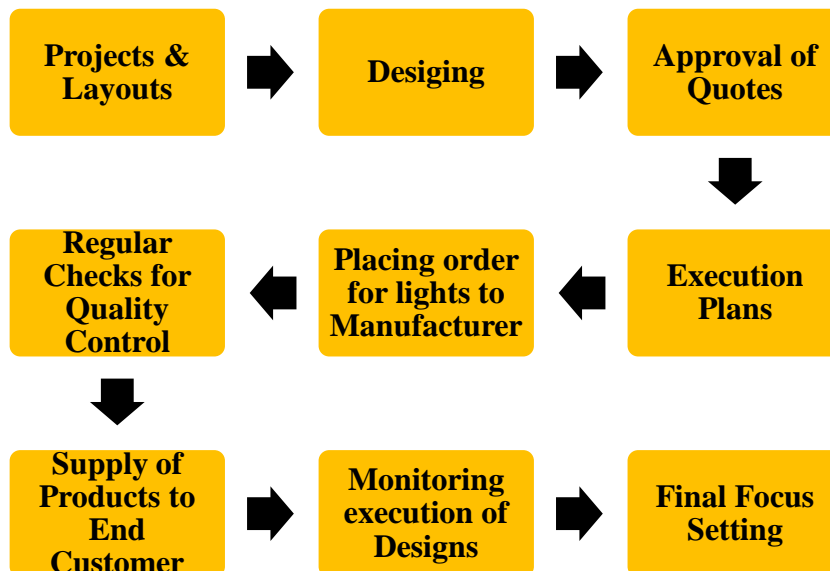 Projects &
Layouts
Desiging
Approval of
Quotes
Execution
Plans
Placing order
for lights to
Manufacturer
Regular
Checks for
Quality
Control
Supply of
Products to
End
Customer
Monitoring
execution of
Designs
Final Focus
Setting